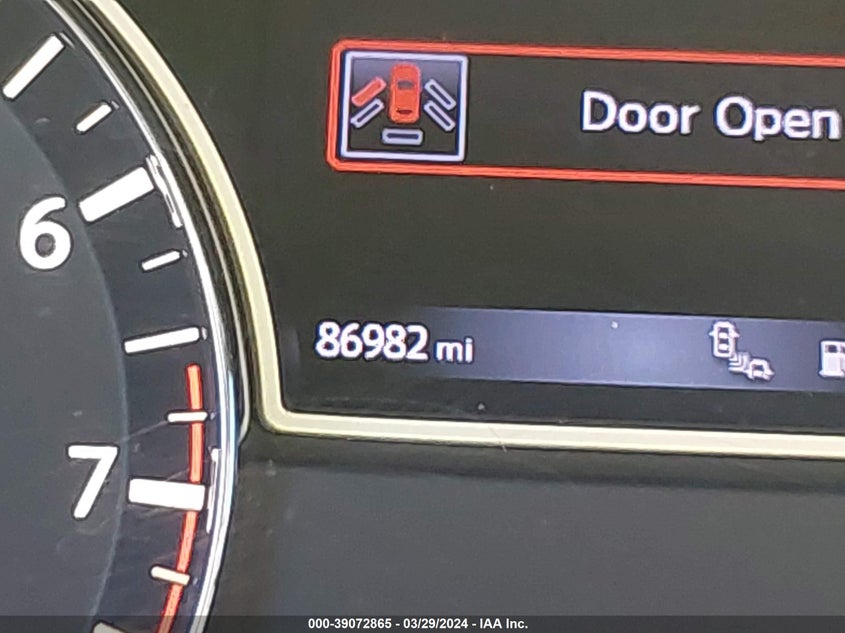 Door Open
6
86982 mi
7
000-39072865 - 03/29/2024 - IAA Inc.